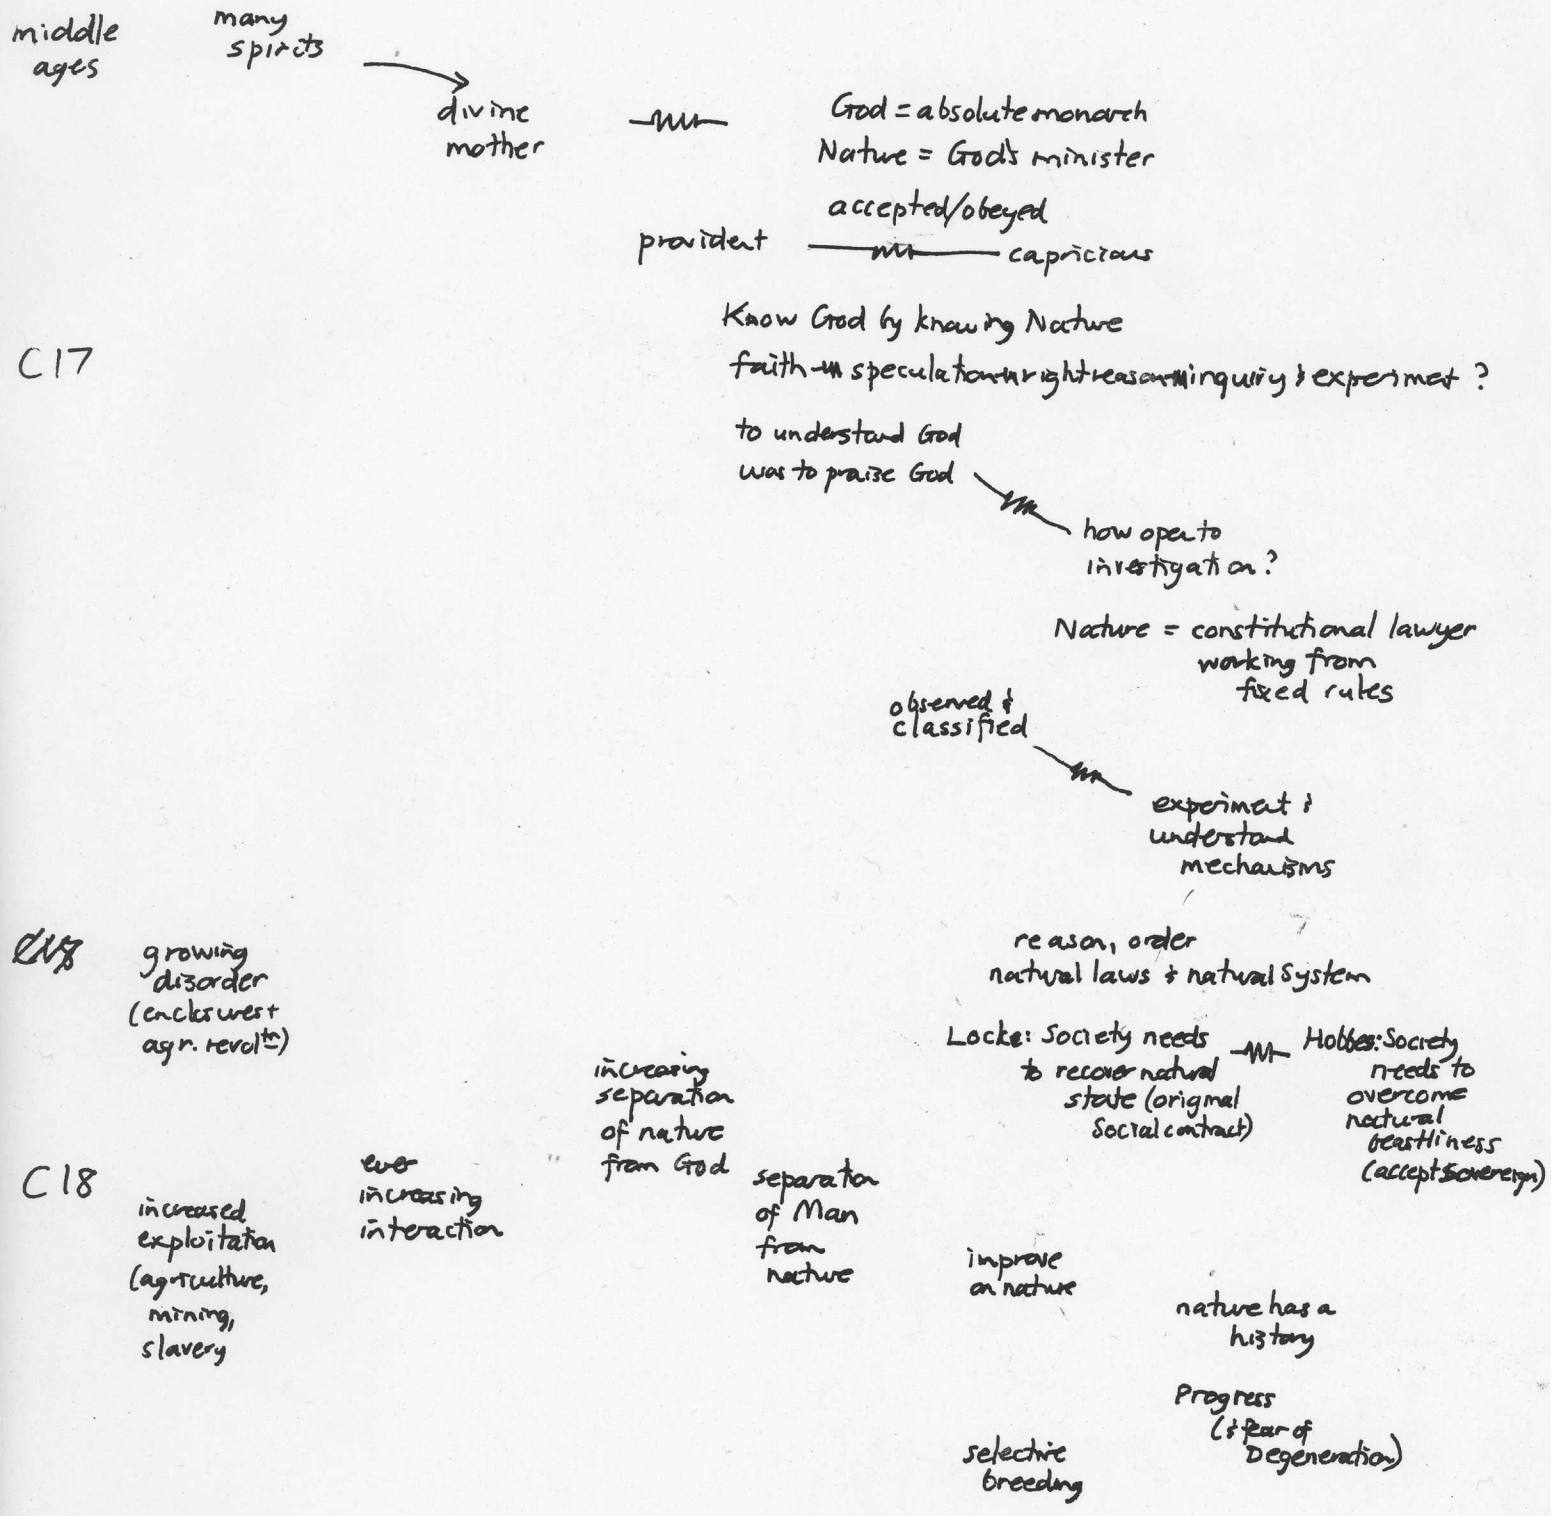 middle
ages
many
spirits
divine
mother
God = absolute monarch
Nature = God's minister
accepted/obeyed
provident
capricious
Know God by knowing Nature
C17
faith speculation right reason inquiry & experiment ?
to understand God
was to praise God
how open to
investigation?
Nature = constitutional lawyer
working from
fixed rules
observed &
classified
experiment &
understand
mechanisms
growing
disorder
(enclosures +
agr. revoltn)
reason, order
natural laws & natural System
Locke: Society needs
to recover natural
state (original
Social contract)
Hobbes: Society
needs to
overcome
natural
beastliness
(accept sovereign)
increasing
separation
of nature
from God
C18
increased
exploitation
(agriculture,
mining,
slavery
ever
increasing
interaction
separation
of Man
from
nature
improve
on nature
nature has a
history
Progress
(& fear of
Degeneration)
selective
breeding